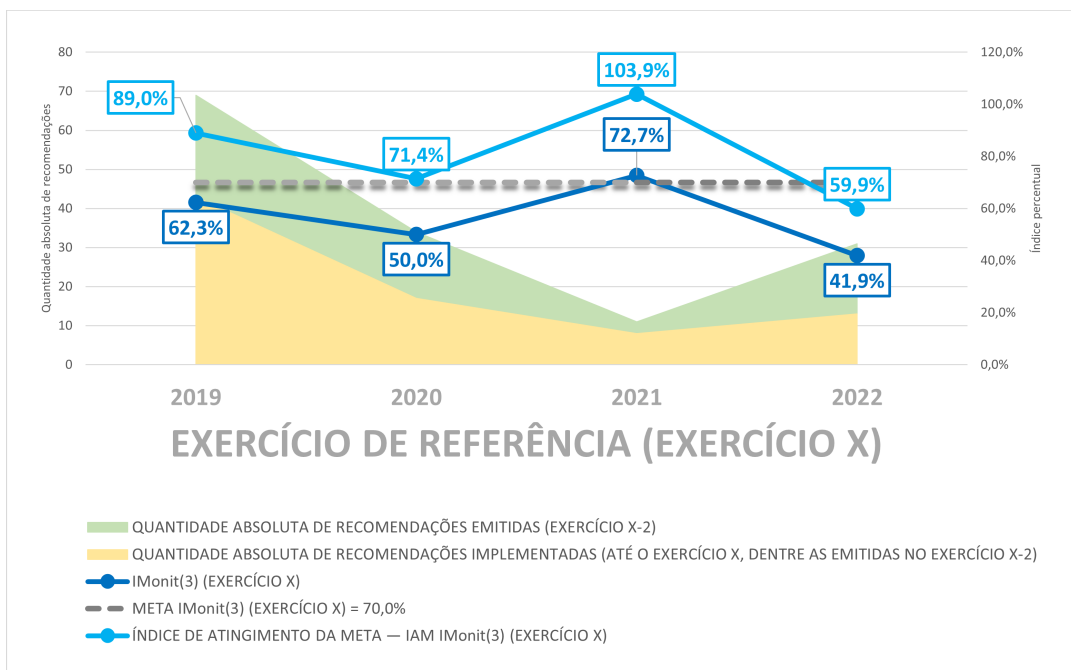 80
70
60
50
40
30
20
10
0
Quantidade absoluta de recomendações
120,0%
100,0%
80,0%
60,0%
40,0%
20,0%
0,0%
Índice percentual
89,0%
71,4%
103,9%
59,9%
62,3%
50,0%
72,7%
41,9%
2019 2020 2021 2022
EXERCÍCIO DE REFERÊNCIA (EXERCÍCIO X)
QUANTIDADE ABSOLUTA DE RECOMENDAÇÕES EMITIDAS (EXERCÍCIO X-2)
QUANTIDADE ABSOLUTA DE RECOMENDAÇÕES IMPLEMENTADAS (ATÉ O EXERCÍCIO X, DENTRE AS EMITIDAS NO EXERCÍCIO X-2)
IMonit(3) (EXERCÍCIO X)
META IMonit(3) (EXERCÍCIO X) = 70,0%
ÍNDICE DE ATINGIMENTO DA META — IAM IMonit(3) (EXERCÍCIO X)